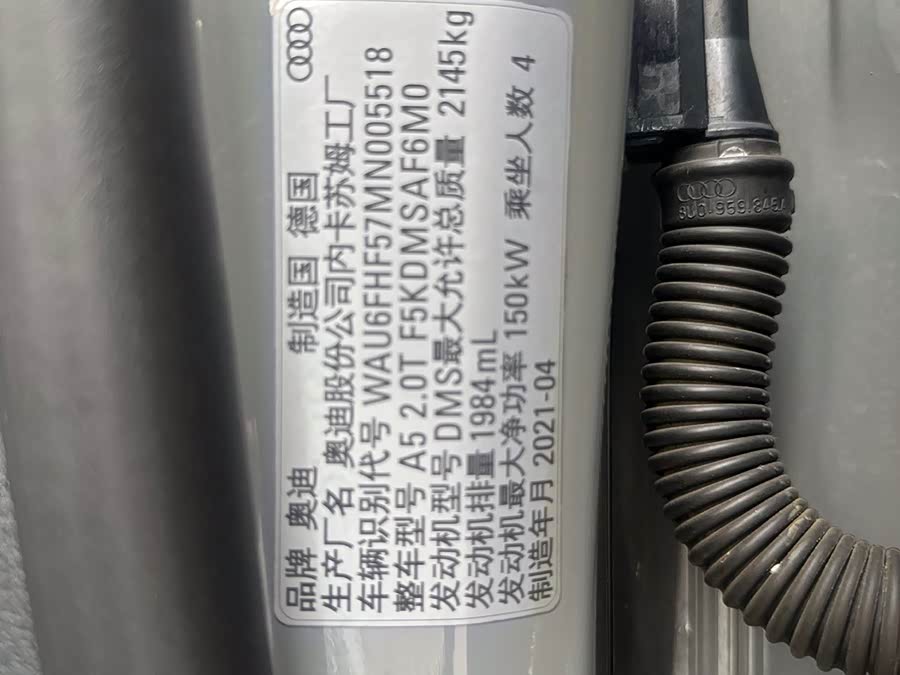 品牌 奥迪 制造国 德国
生产厂名 奥迪股份公司内卡苏姆工厂
车辆识别代号 WAU6FHF57MN005518
整车型号 A5 2.0T F5KDMSAF6M0
发动机型号 DMS 最大允许总质量 2145kg
发动机排量 1984mL
发动机最大净功率 150kW 乘坐人数 4
制造年月 2021-04
8U0 959 845A